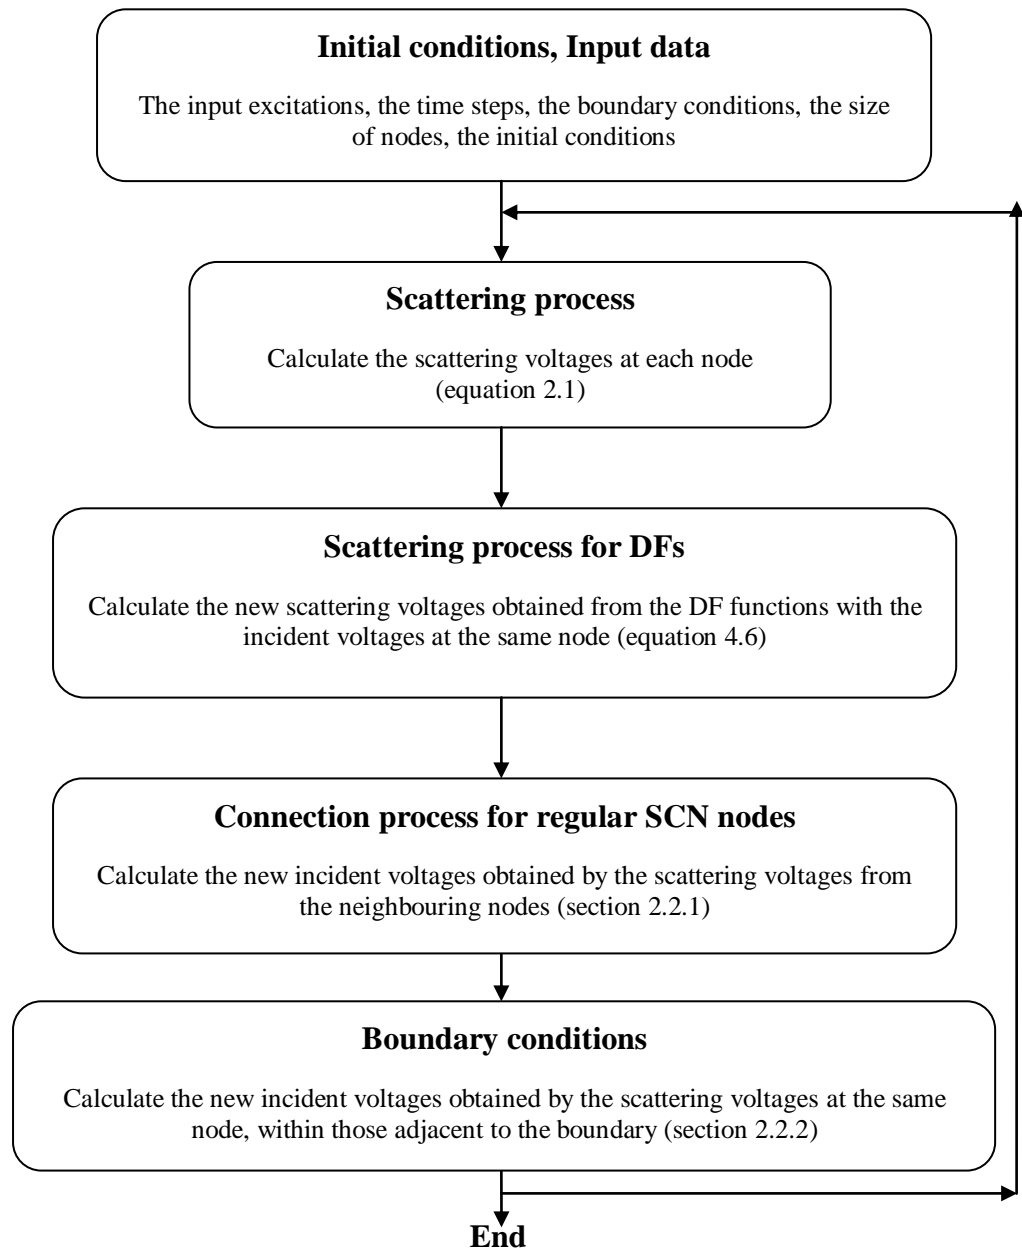 Initial conditions, Input data
The input excitations, the time steps, the boundary conditions, the size
of nodes, the initial conditions
Scattering process
Calculate the scattering voltages at each node
(equation 2.1)
Scattering process for DFs
Calculate the new scattering voltages obtained from the DF functions with the
incident voltages at the same node (equation 4.6)
Connection process for regular SCN nodes
Calculate the new incident voltages obtained by the scattering voltages from
the neighbouring nodes (section 2.2.1)
Boundary conditions
Calculate the new incident voltages obtained by the scattering voltages at the same
node, within those adjacent to the boundary (section 2.2.2)
End